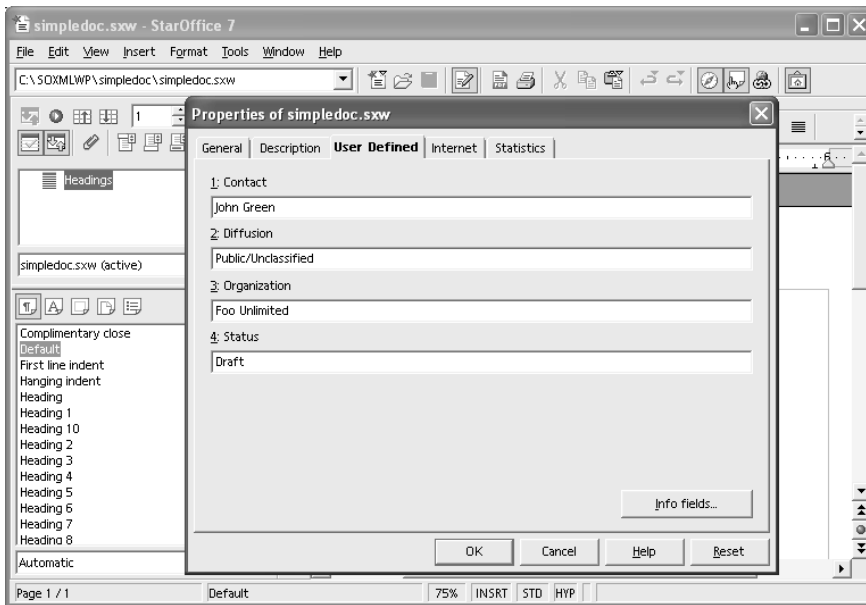 simpledoc.sxw - StarOffice 7
File Edit View Insert Format Tools Window Help
C:\SOXMLWP\simpledoc\simpledoc.sxw
1
Properties of simpledoc.sxw
General Description User Defined Internet Statistics
Headings
1: Contact
John Green
2: Diffusion
simpledoc.sxw (active)
Public/Unclassified
3: Organization
Foo Unlimited
4: Status
Draft
Complimentary close
Default
First line indent
Hanging indent
Heading
Heading 1
Heading 10
Heading 2
Heading 3
Heading 4
Heading 5
Heading 6
Heading 7
Heading 8
Info fields...
OK Cancel Help Reset
Automatic
Page 1 / 1 Default 75% INSRT STD HYP